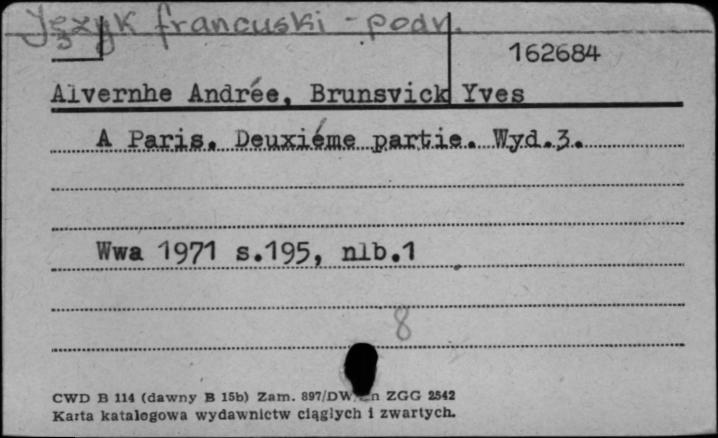 Język francuski - podr.
162684
Alvernhe Andrée, Brunsvick Yves
A Paris. Deuxiéme partie. Wyd.3.
Wwa 1971 s.195, nlb.1
8
CWD B 114 (dawny B 15b) Zam. 897/DW ZGG 2542
Karta katalogowa wydawnictw ciągłych i zwartych.